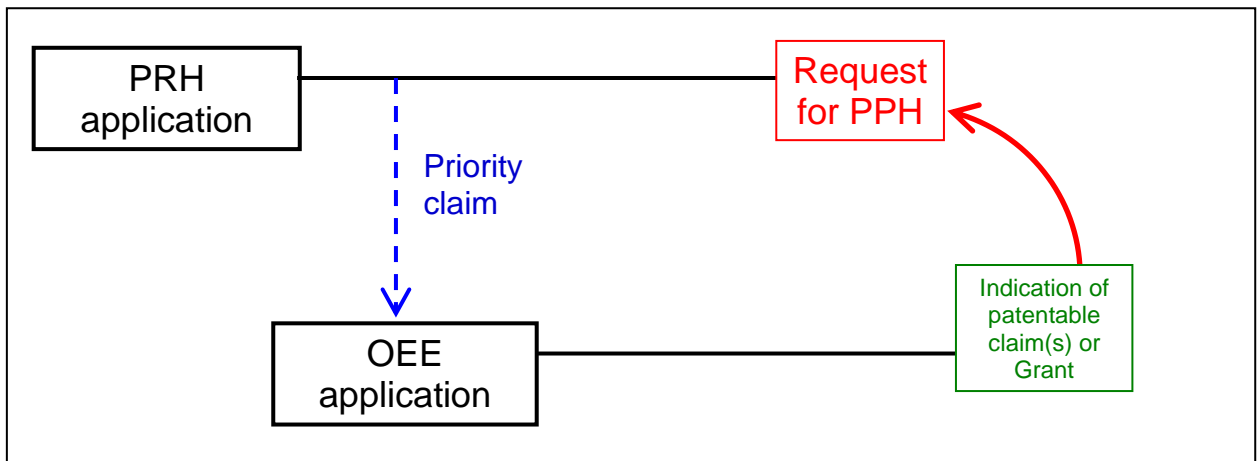 PRH
application
Request
for PPH
Priority
claim
OEE
application
Indication of
patentable
claim(s) or
Grant